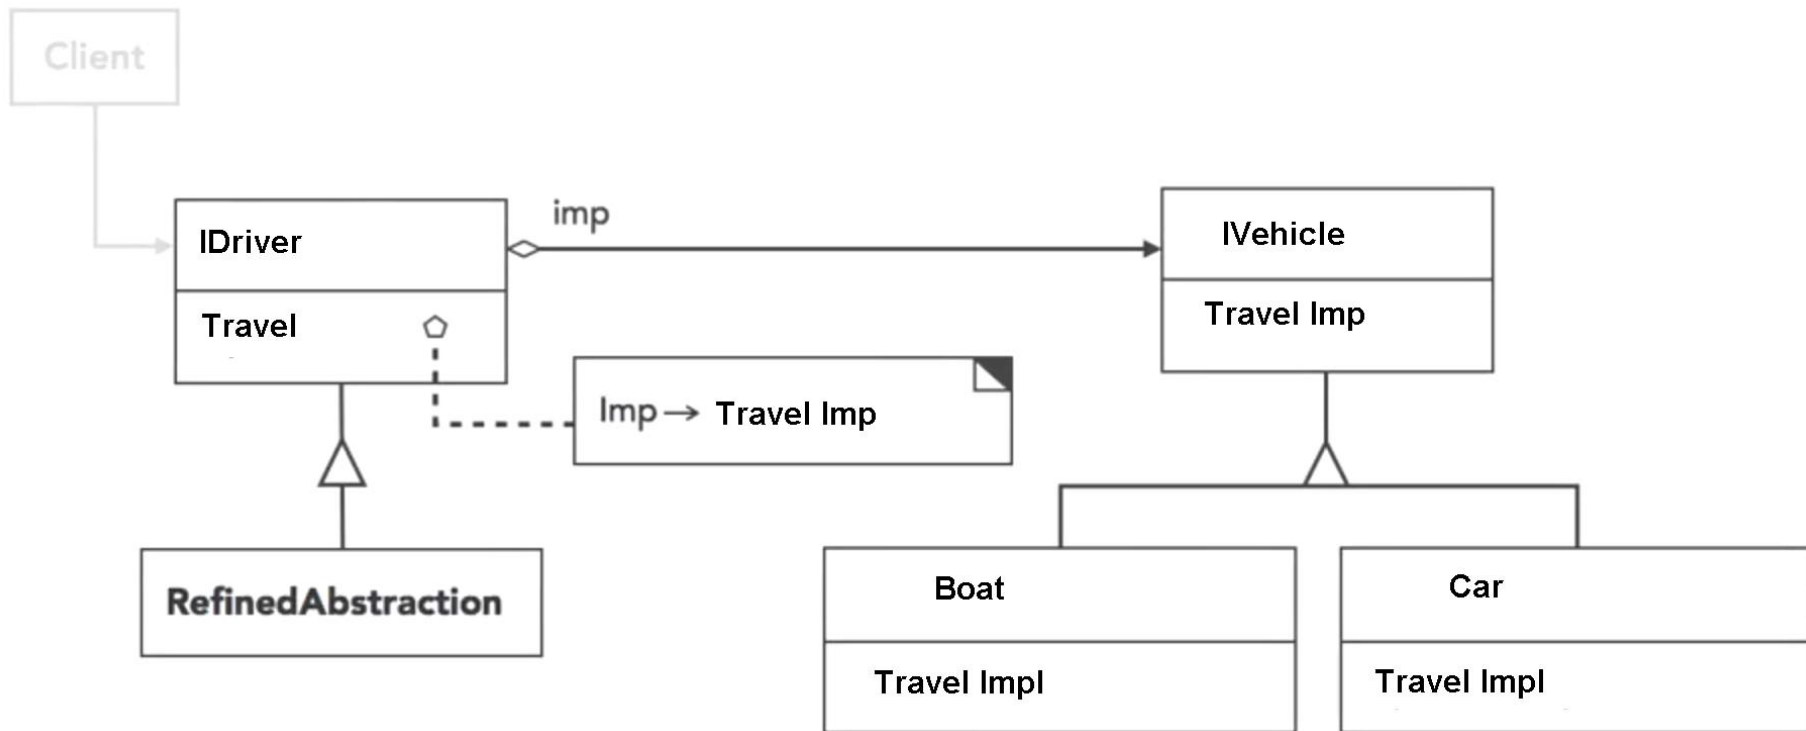 Client
imp
IDriver
IVehicle
Travel
Travel Imp
Imp → Travel Imp
RefinedAbstraction
Boat
Car
Travel Impl
Travel Impl